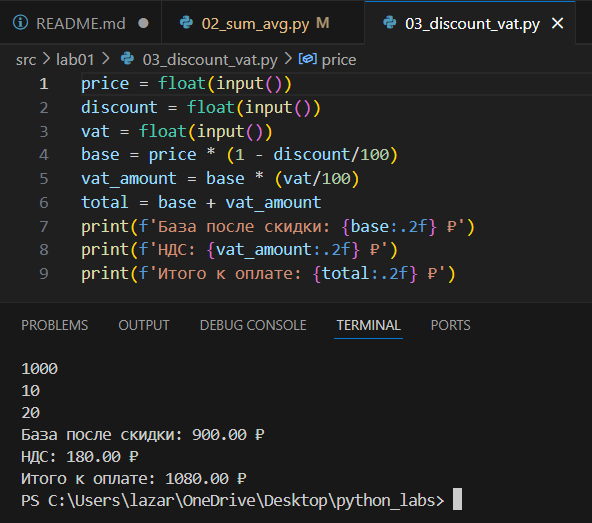 README.md
02_sum_avg.py M
03_discount_vat.py
src > lab01 > 03_discount_vat.py > price
1 price = float(input())
2 discount = float(input())
3 vat = float(input())
4 base = price * (1 - discount/100)
5 vat_amount = base * (vat/100)
6 total = base + vat_amount
7 print(f'База после скидки: {base:.2f} ₽')
8 print(f'НДС: {vat_amount:.2f} ₽')
9 print(f'Итого к оплате: {total:.2f} ₽')
PROBLEMS OUTPUT DEBUG CONSOLE TERMINAL PORTS
1000
10
20
База после скидки: 900.00 ₽
НДС: 180.00 ₽
Итого к оплате: 1080.00 ₽
PS C:\Users\lazar\OneDrive\Desktop\python_labs>